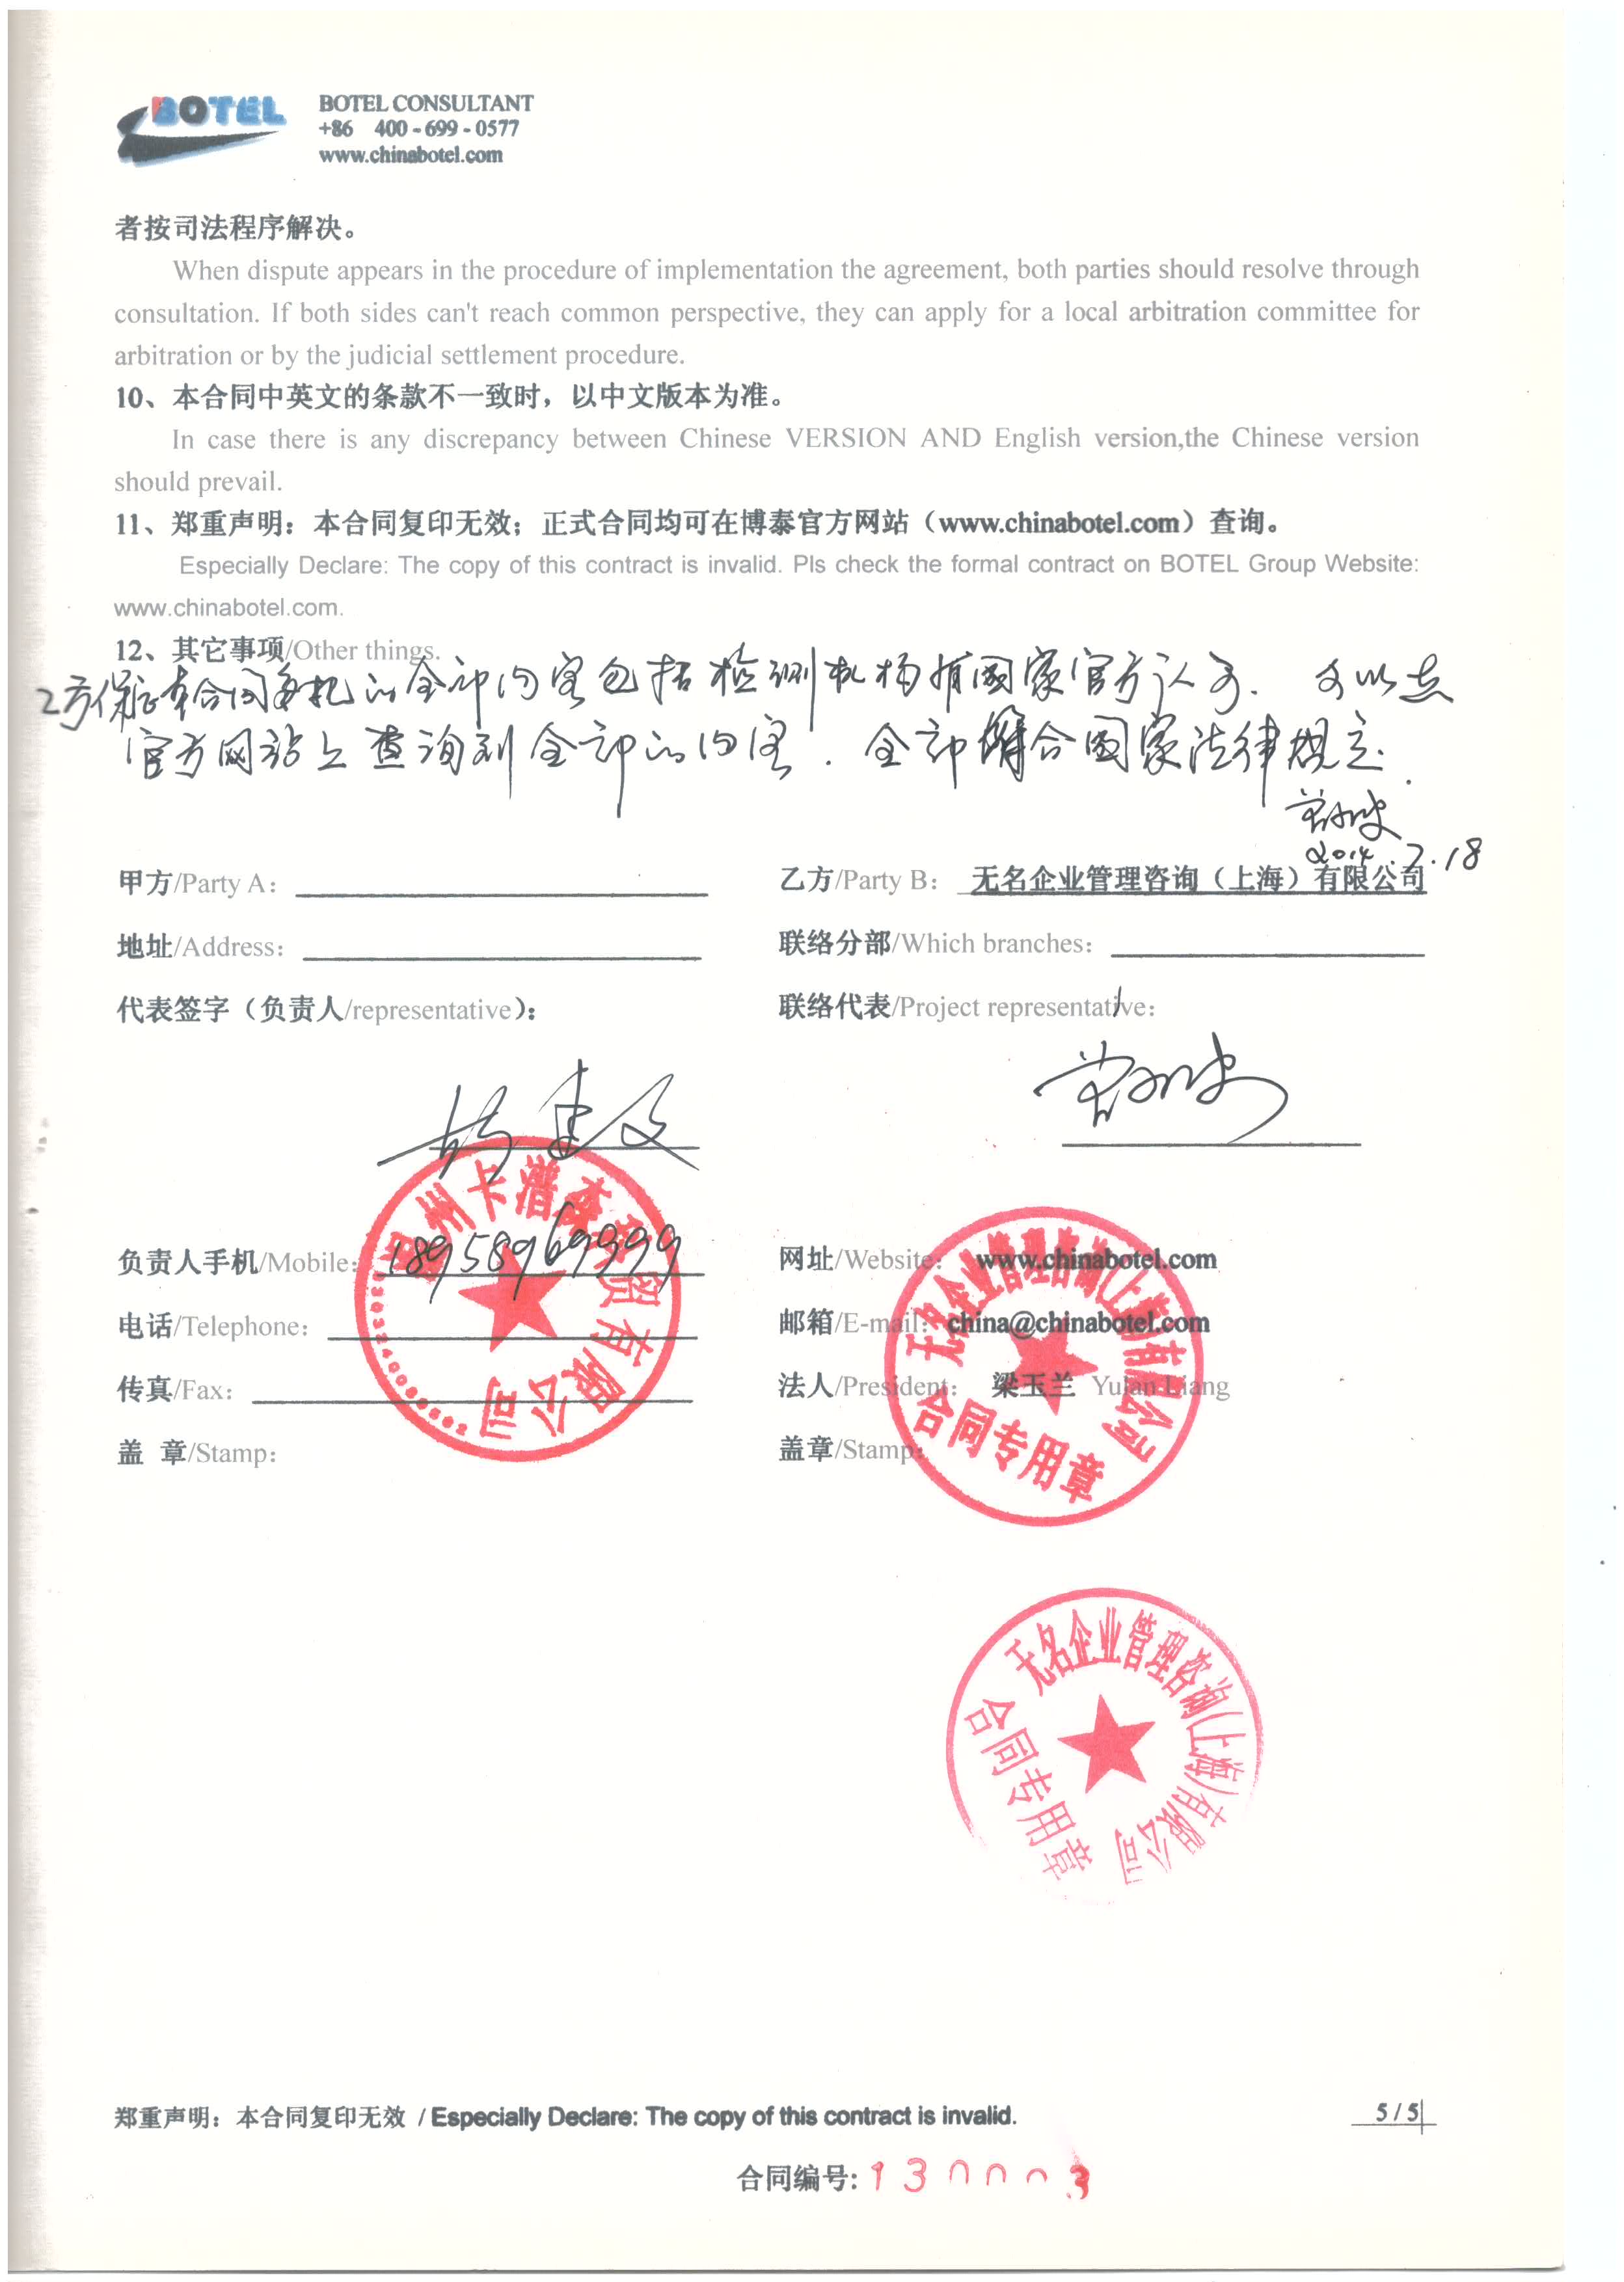 BOTEL
BOTEL CONSULTANT
+86 400-699-0577
www.chinabotel.com
者按司法程序解决。
When dispute appears in the procedure of implementation the agreement, both parties should resolve through
consultation. If both sides can't reach common perspective, they can apply for a local arbitration committee for
arbitration or by the judicial settlement procedure.
10、本合同中英文的条款不一致时，以中文版本为准。
In case there is any discrepancy between Chinese VERSION AND English version,the Chinese version
should prevail.
11、郑重声明：本合同复印无效；正式合同均可在博泰官方网站（www.chinabotel.com）查询。
Especially Declare: The copy of this contract is invalid. Pls check the formal contract on BOTEL Group Website:
www.chinabotel.com.
12、其它事项/Other things.
乙方保证本合同 的全部内容包括检测机构 国家官方认可. 可以
官方网站上查询到全部的内容. 全部符合国家法律规定.
2014.7.18
甲方/Party A：
乙方/Party B： 无名企业管理咨询（上海）有限公司
地址/Address：
联络分部/Which branches：
代表签字（负责人/representative）：
联络代表/Project representative：
负责人手机/Mobile： 18958969999
网址/Website： www.chinabotel.com
电话/Telephone：
邮箱/E-mail： china@chinabotel.com
传真/Fax：
法人/President： 梁玉兰 Yulan Liang
盖 章/Stamp：
盖章/Stamp：
州卡潽森 贸有限公司
无名企业管理咨询(上海)有限公司
合同专用章
无名企业管理咨询(上海)有限公司
合同专用章
郑重声明：本合同复印无效 / Especially Declare: The copy of this contract is invalid.
5 / 5
合同编号: 130003